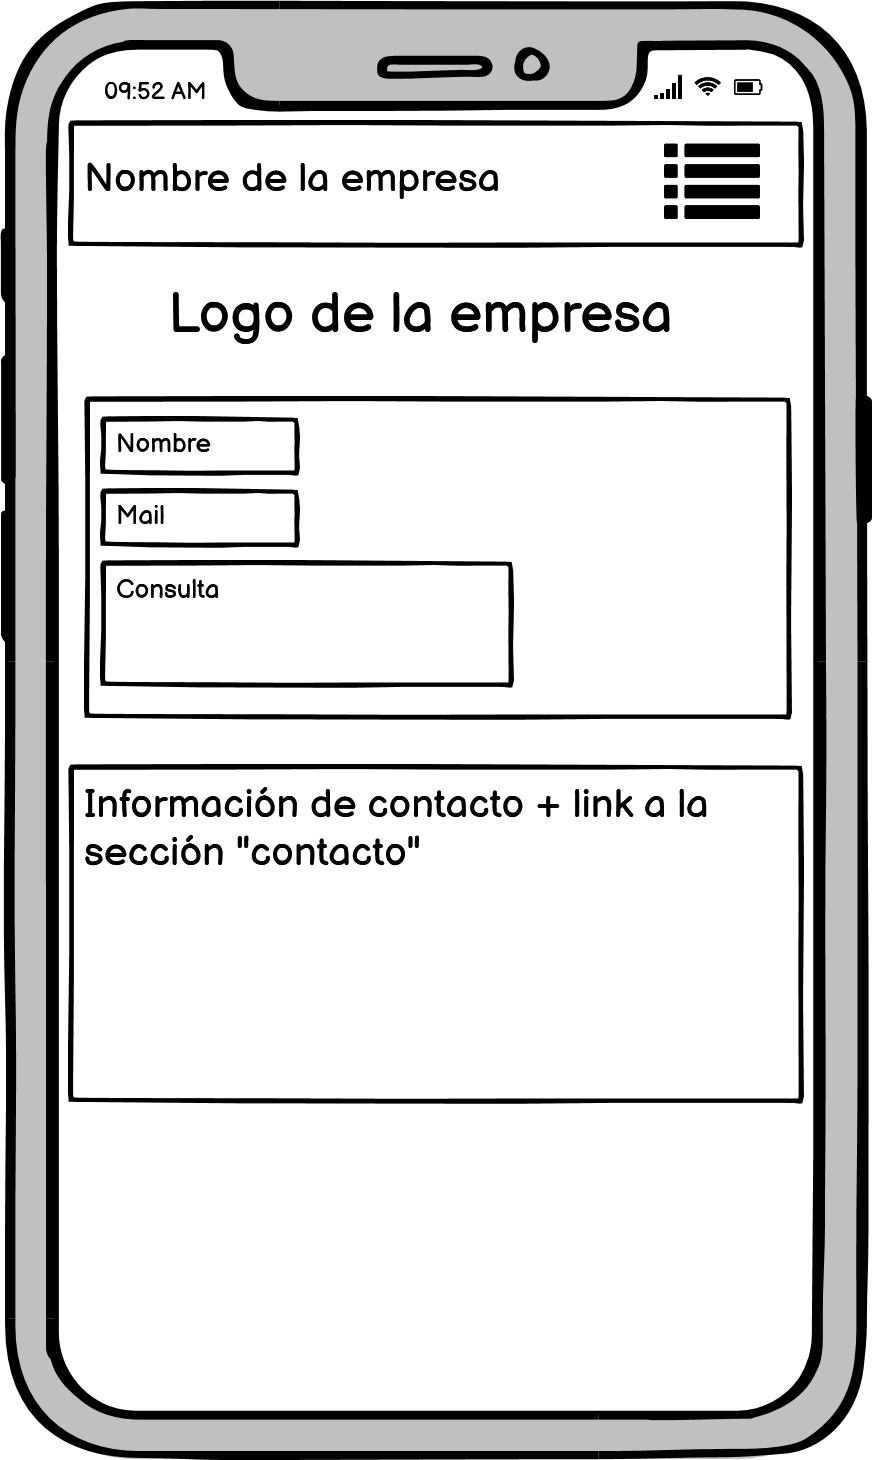 09:52 AM
Nombre de la empresa
Logo de la empresa
Nombre
Mail
Consulta
Información de contacto + link a la
sección "contacto"